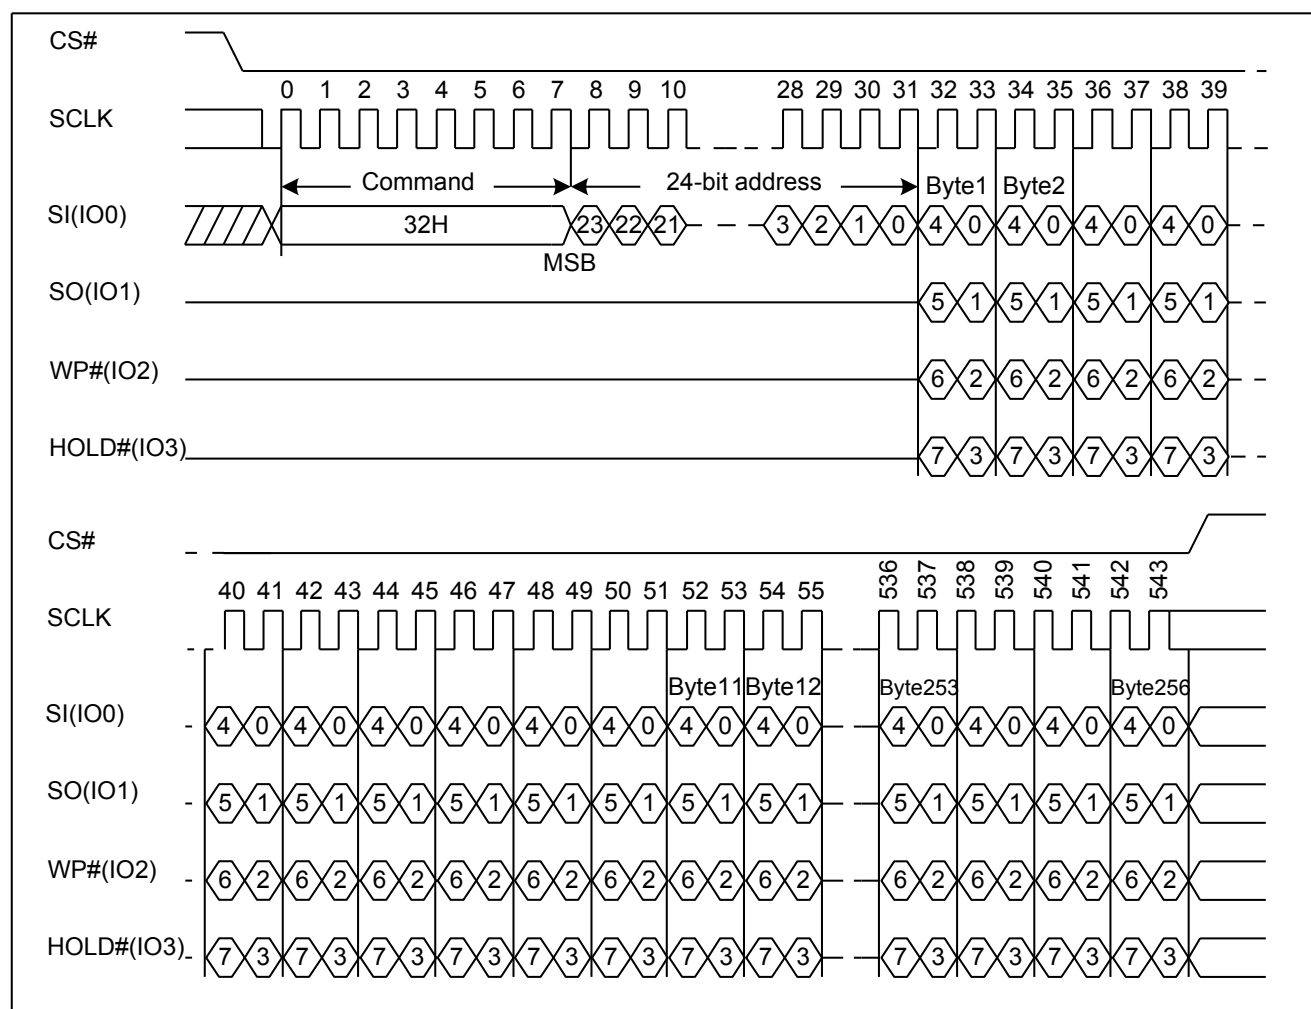 CS#
0 1 2 3 4 5 6 7 8 9 10 28 29 30 31 32 33 34 35 36 37 38 39
SCLK
Command 24-bit address Byte1 Byte2
SI(IO0) 32H 23 22 21 3 2 1 0 4 0 4 0 4 0 4 0
MSB
SO(IO1) 5 1 5 1 5 1 5 1
WP#(IO2) 6 2 6 2 6 2 6 2
HOLD#(IO3) 7 3 7 3 7 3 7 3
CS#
40 41 42 43 44 45 46 47 48 49 50 51 52 53 54 55 536 537 538 539 540 541 542 543
SCLK
Byte11 Byte12 Byte253 Byte256
SI(IO0) 4 0 4 0 4 0 4 0 4 0 4 0 4 0 4 0 4 0 4 0 4 0 4 0
SO(IO1) 5 1 5 1 5 1 5 1 5 1 5 1 5 1 5 1 5 1 5 1 5 1 5 1
WP#(IO2) 6 2 6 2 6 2 6 2 6 2 6 2 6 2 6 2 6 2 6 2 6 2 6 2
HOLD#(IO3) 7 3 7 3 7 3 7 3 7 3 7 3 7 3 7 3 7 3 7 3 7 3 7 3